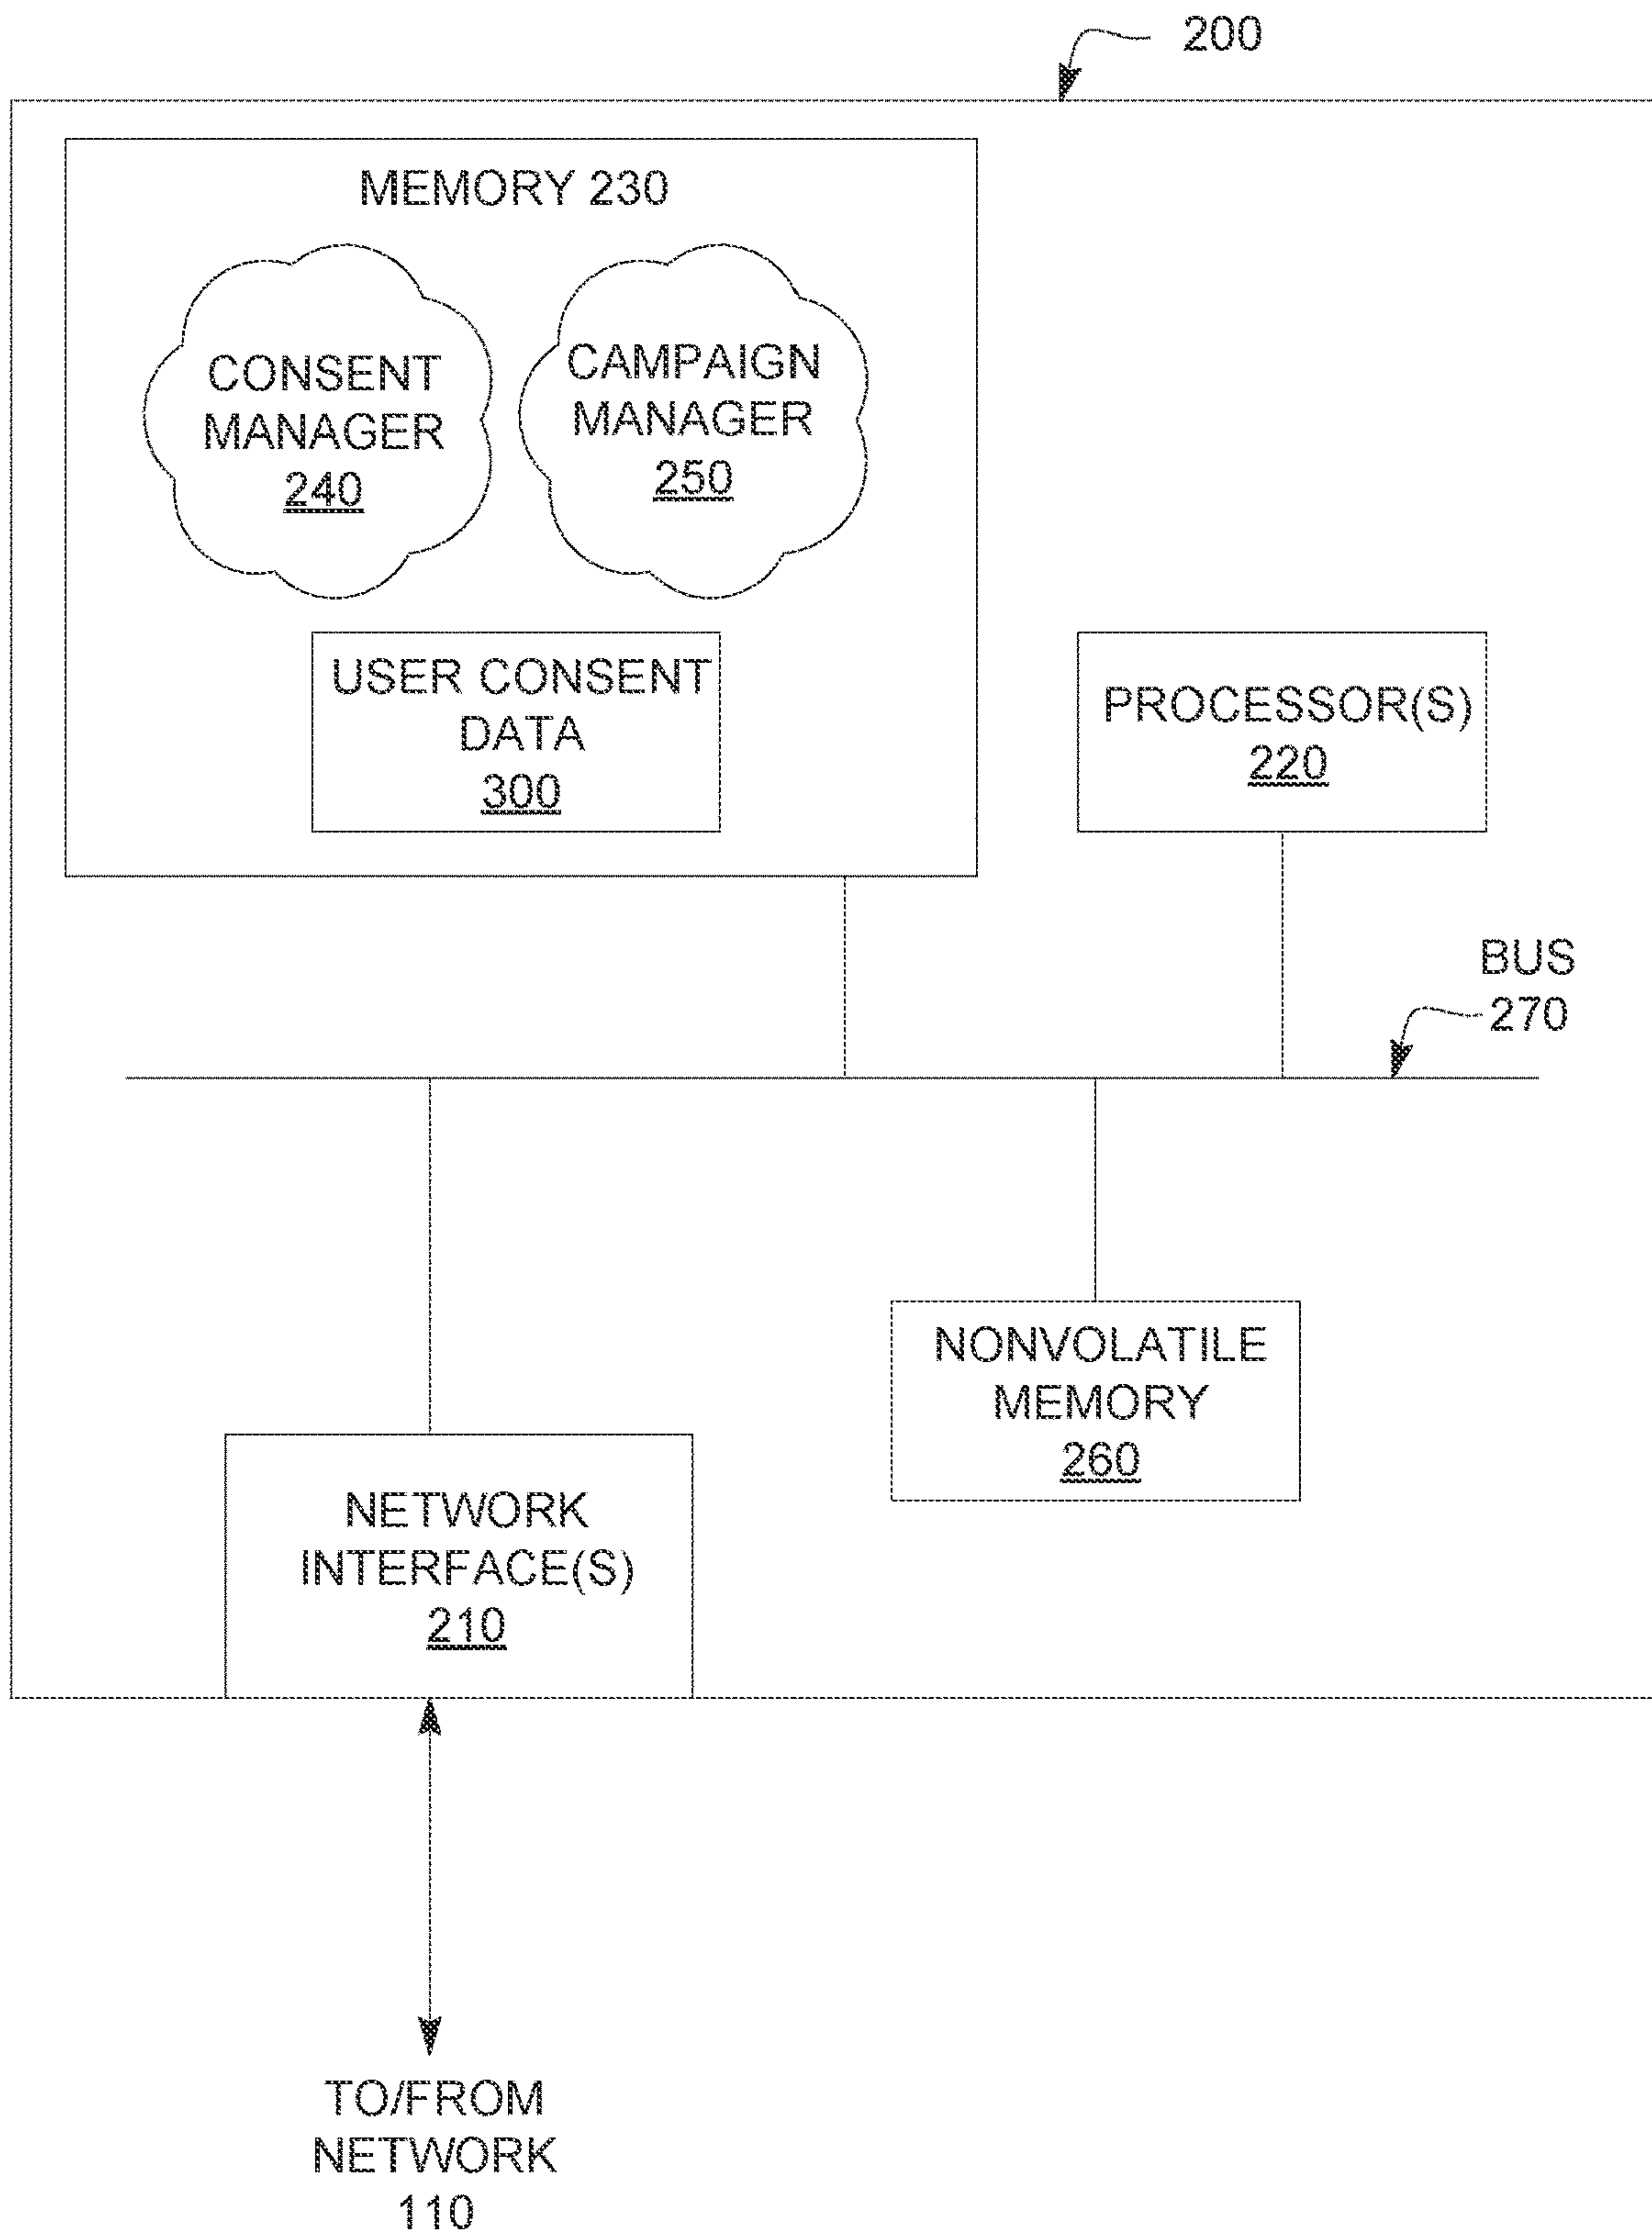 200
MEMORY 230
CONSENT
MANAGER
240
CAMPAIGN
MANAGER
250
USER CONSENT
DATA
300
PROCESSOR(S)
220
BUS
270
NONVOLATILE
MEMORY
260
NETWORK
INTERFACE(S)
210
TO/FROM
NETWORK
110